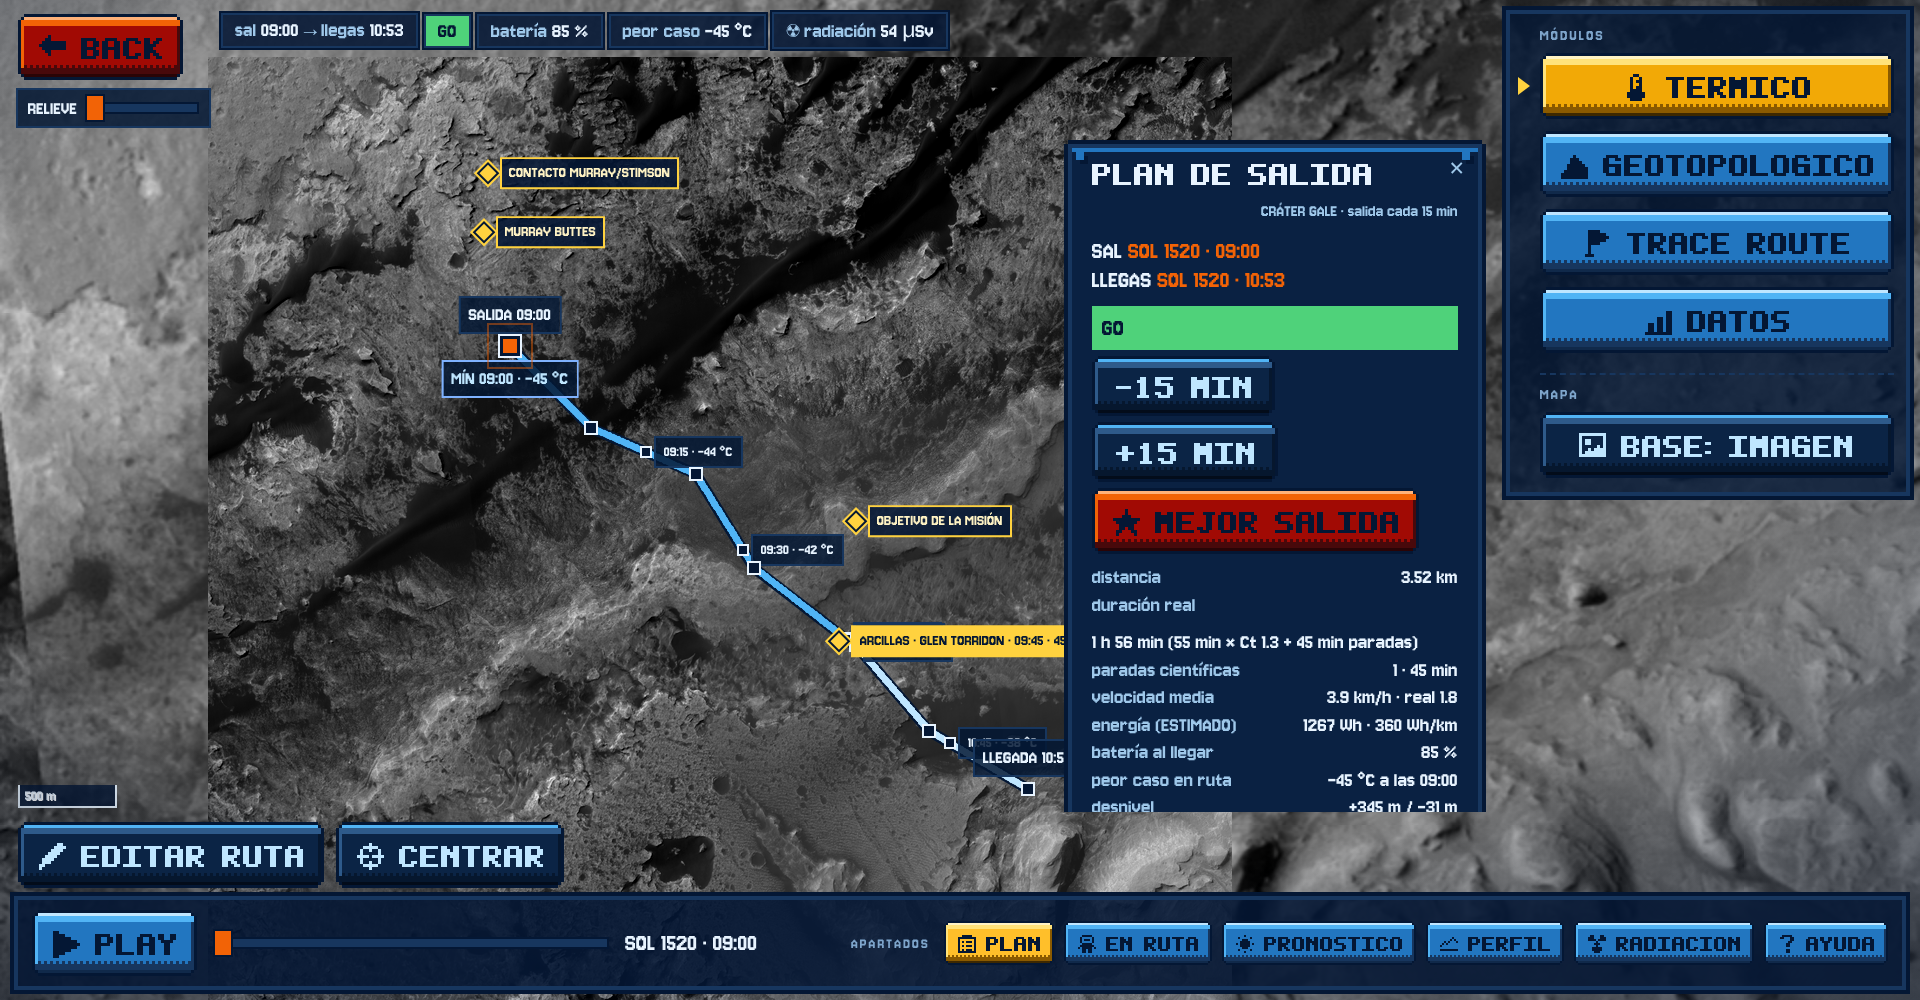 BACK
sal 09:00 → llegas 10:53
GO
batería 85 %
peor caso -45 °C
☢ radiación 54 µSv
RELIEVE
CONTACTO MURRAY/STIMSON
MURRAY BUTTES
SALIDA 09:00
MÍN 09:00 · -45 °C
09:15 · -44 °C
09:30 · -42 °C
OBJETIVO DE LA MISIÓN
ARCILLAS · GLEN TORRIDON · 09:45 · 45
LLEGADA 10:5
500 m
PLAN DE SALIDA
×
CRÁTER GALE · salida cada 15 min
SAL SOL 1520 · 09:00
LLEGAS SOL 1520 · 10:53
GO
-15 MIN
+15 MIN
MEJOR SALIDA
distancia 3.52 km
duración real
1 h 56 min (55 min × Ct 1.3 + 45 min paradas)
paradas científicas 1 · 45 min
velocidad media 3.9 km/h · real 1.8
energía (ESTIMADO) 1267 Wh · 360 Wh/km
batería al llegar 85 %
peor caso en ruta -45 °C a las 09:00
desnivel +345 m / -31 m
MÓDULOS
TERMICO
GEOTOPOLOGICO
TRACE ROUTE
DATOS
MAPA
BASE: IMAGEN
EDITAR RUTA
CENTRAR
PLAY
SOL 1520 · 09:00
APARTADOS
PLAN
EN RUTA
PRONOSTICO
PERFIL
RADIACION
? AYUDA